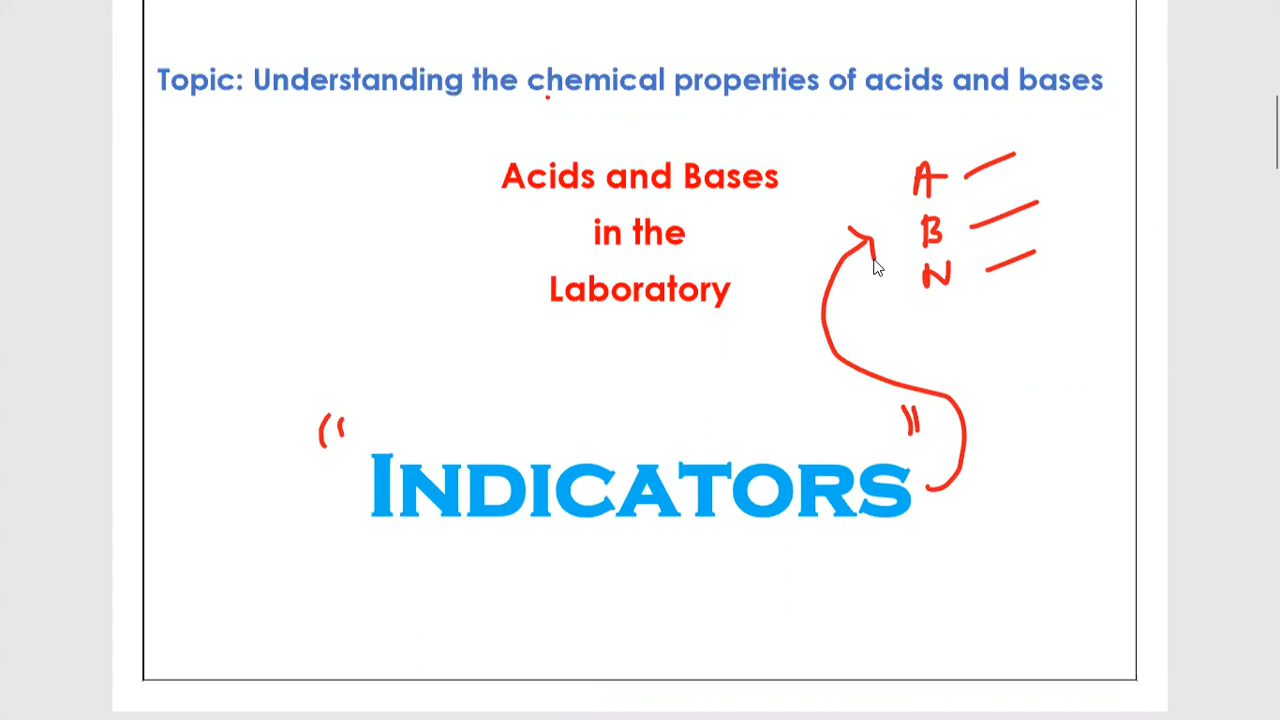 Topic: Understanding the chemical properties of acids and bases
Acids and Bases
in the
Laboratory
A
B
N
" INDICATORS "